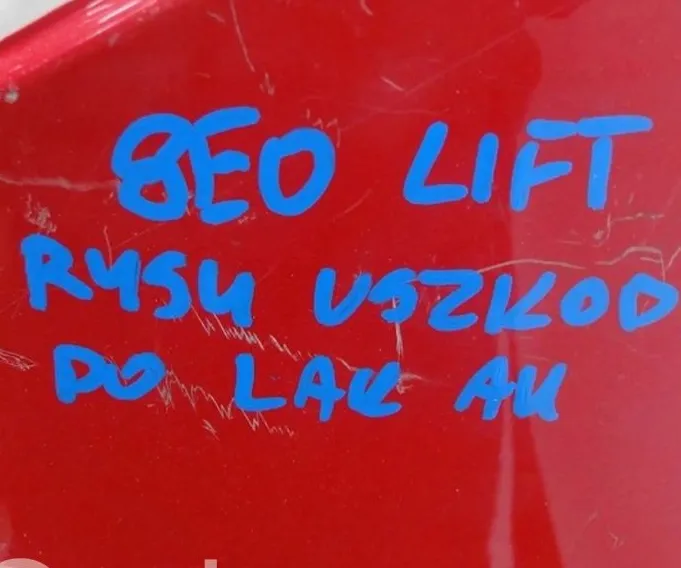 8E0 LIFT
RYSY USZKOD
DO LAK AU